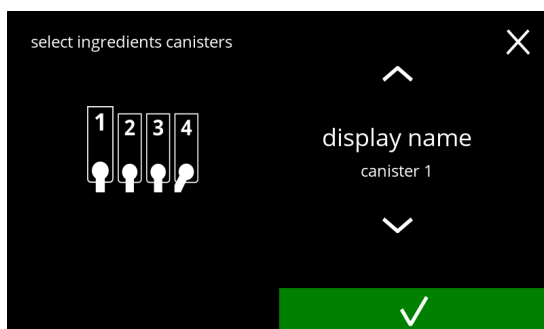 select ingredients canisters
1 2 3 4
display name
canister 1